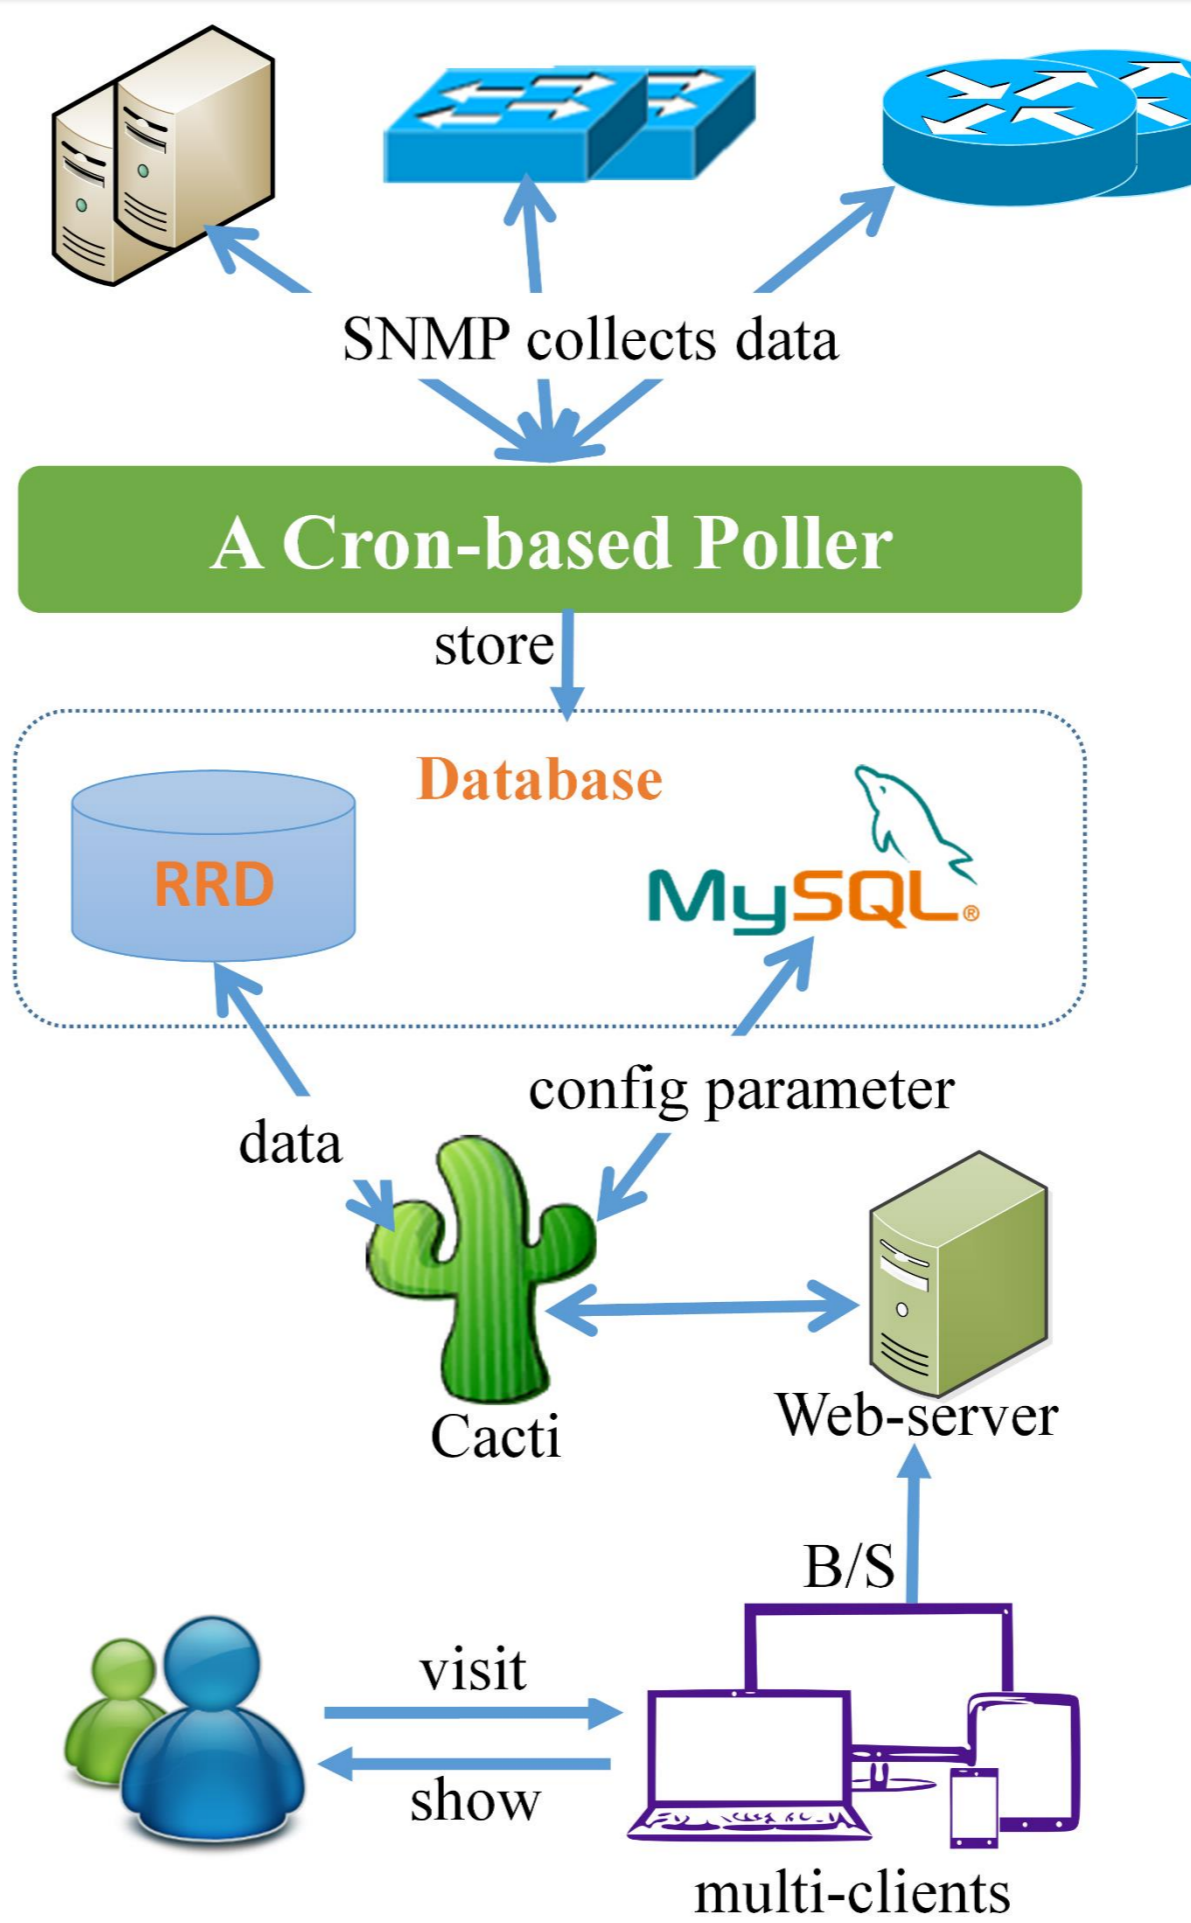 SNMP collects data
A Cron-based Poller
store
Database
RRD
MySQL®
config parameter
data
Cacti
Web-server
B/S
visit
show
multi-clients